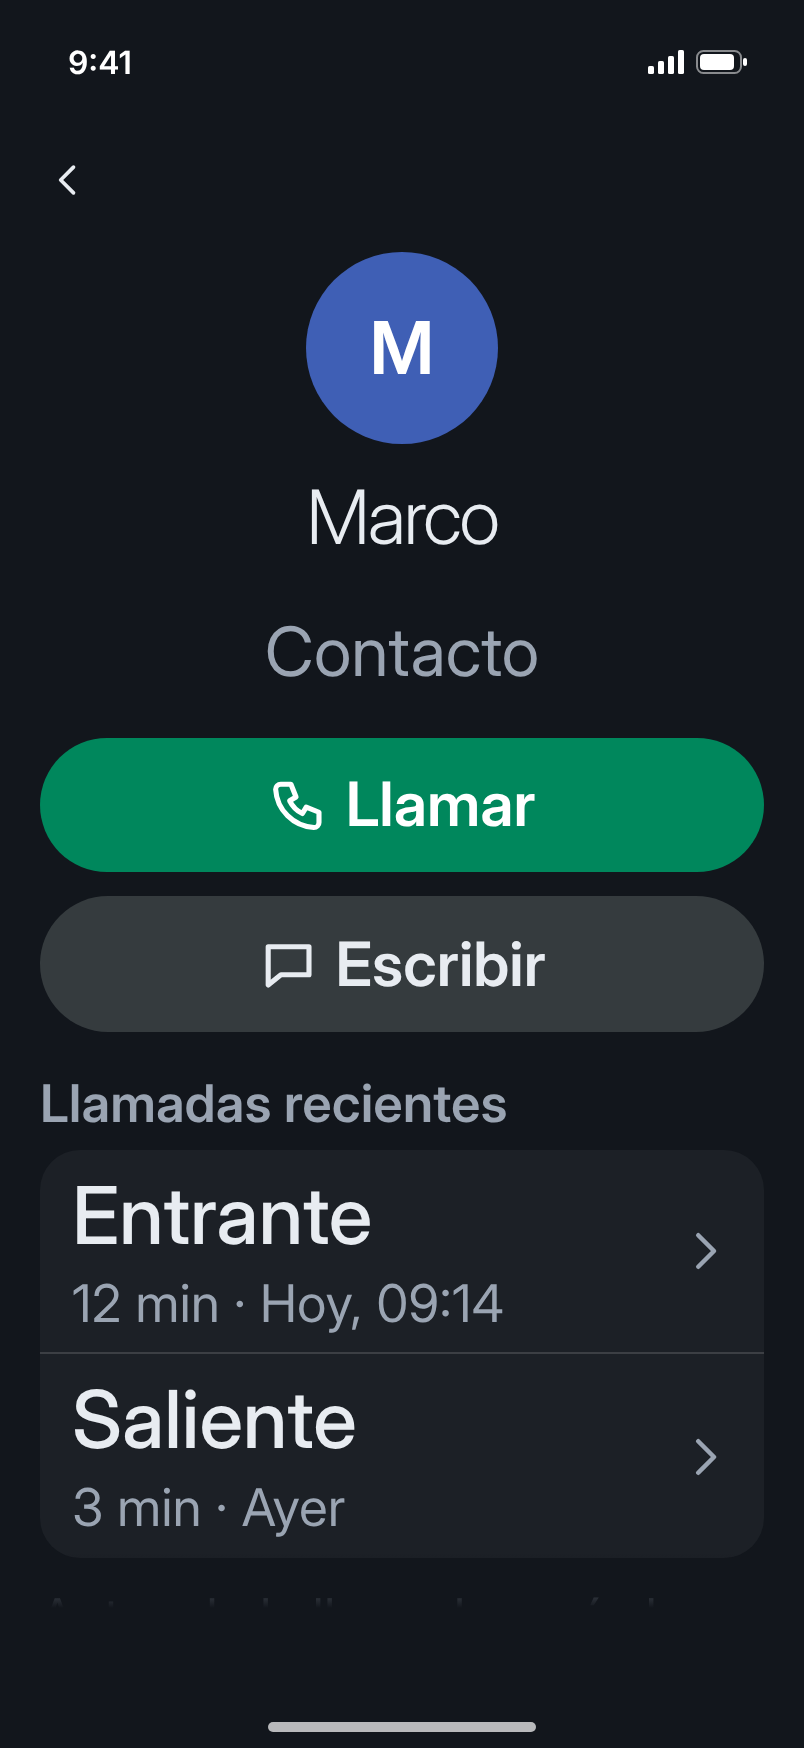 9:41
M
Marco
Contacto
Llamar
Escribir
Llamadas recientes
Entrante
12 min · Hoy, 09:14
Saliente
3 min · Ayer